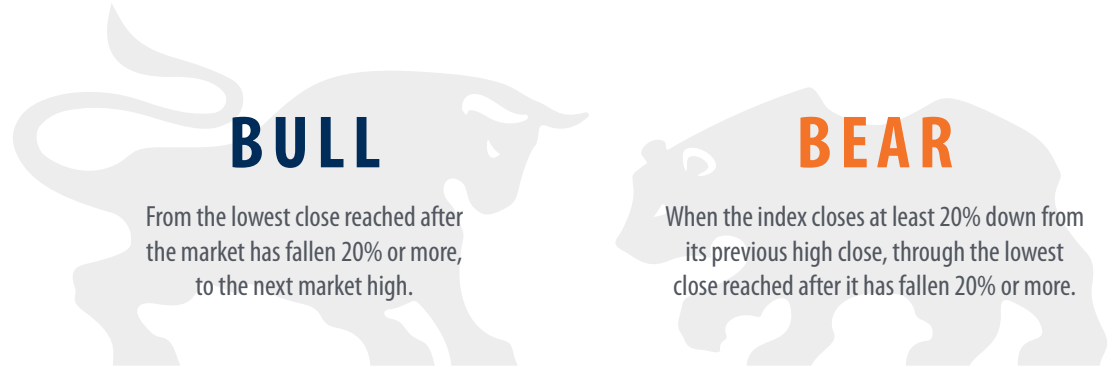 BULL
From the lowest close reached after
the market has fallen 20% or more,
to the next market high.
BEAR
When the index closes at least 20% down from
its previous high close, through the lowest
close reached after it has fallen 20% or more.